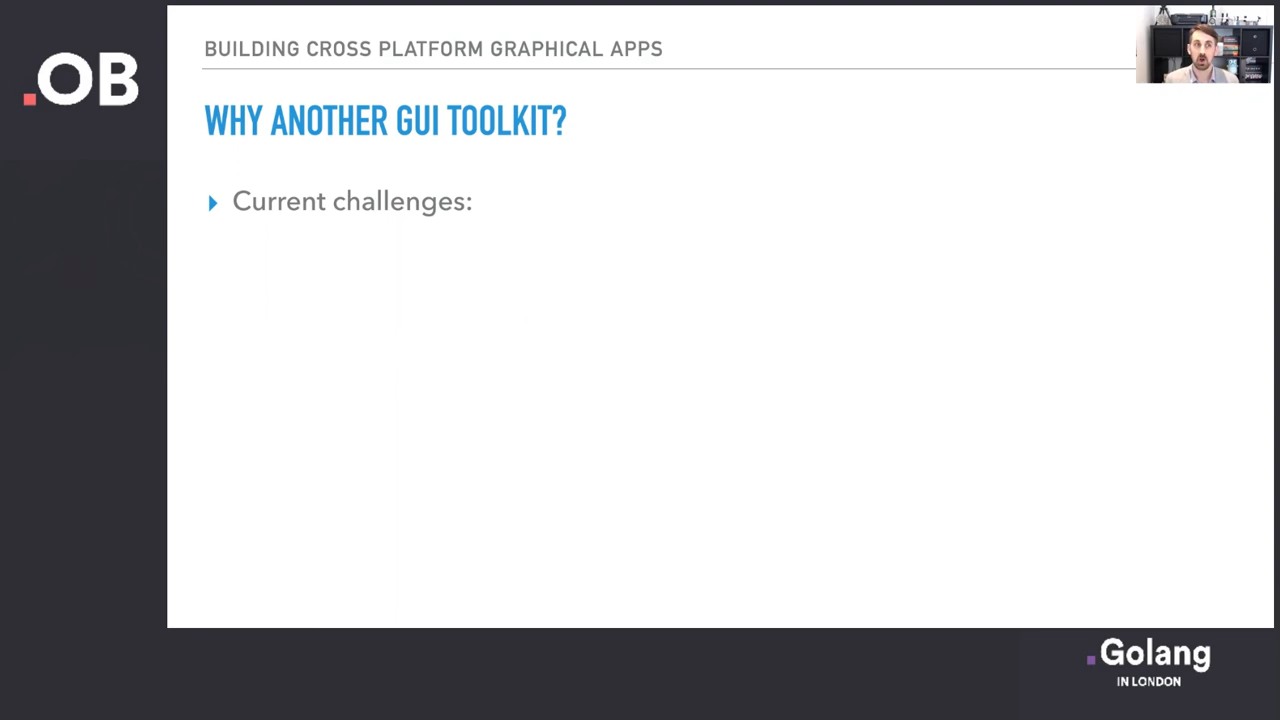 .OB
BUILDING CROSS PLATFORM GRAPHICAL APPS
WHY ANOTHER GUI TOOLKIT?
Current challenges:
.Golang
IN LONDON